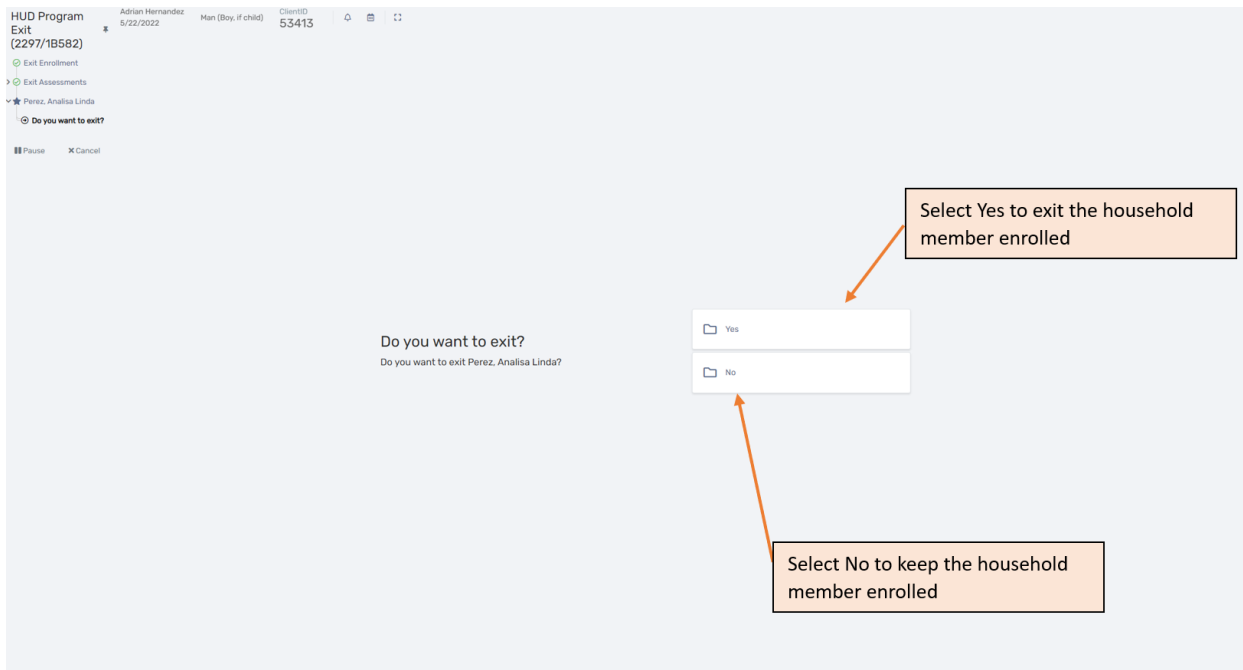 HUD Program
Exit
(2297/1B582)
Adrian Hernandez
5/22/2022
Man (Boy, if child)
ClientID
53413
Exit Enrollment
Exit Assessments
Perez, Analisa Linda
Do you want to exit?
Pause
Cancel
Select Yes to exit the household
member enrolled
Do you want to exit?
Do you want to exit Perez, Analisa Linda?
Yes
No
Select No to keep the household
member enrolled